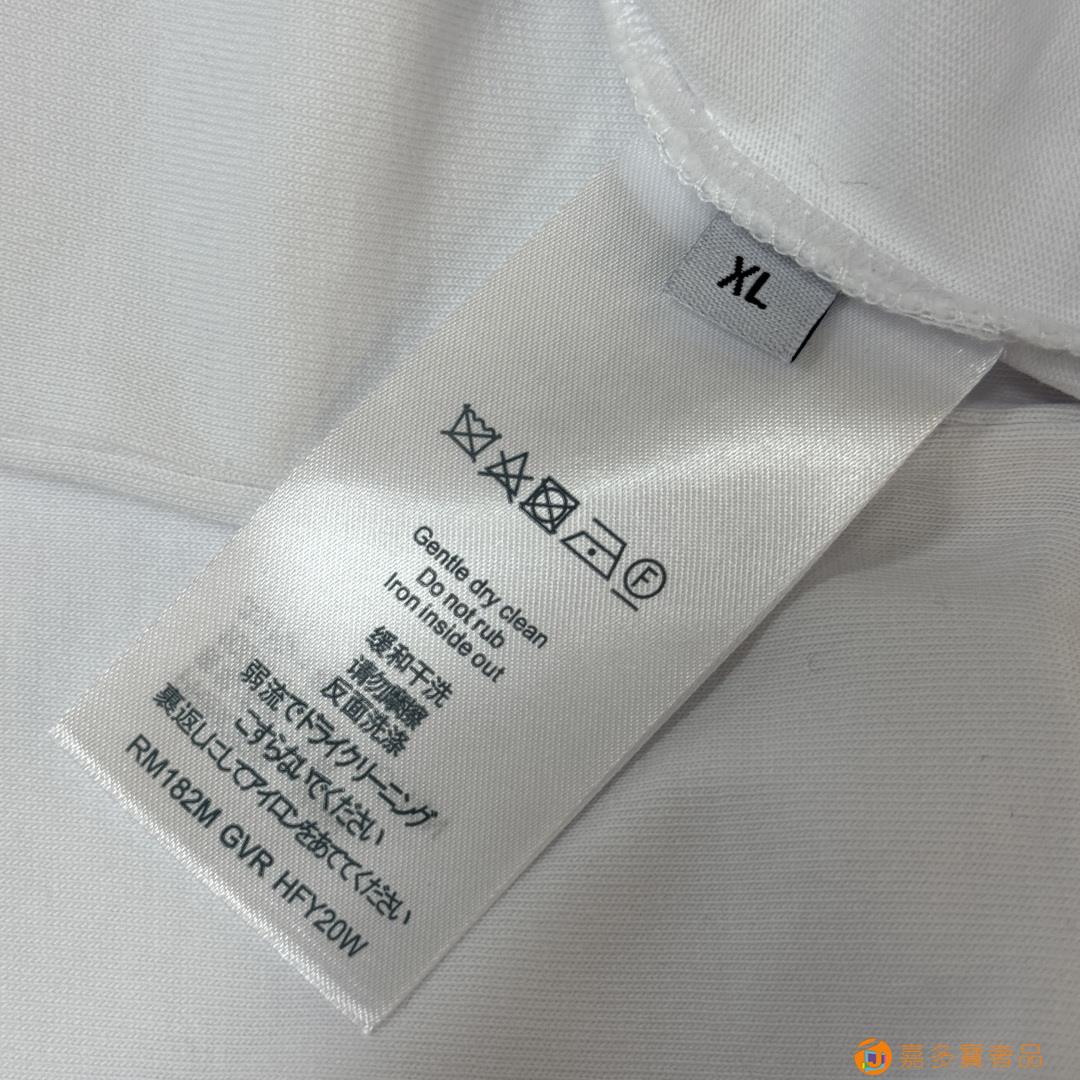 XL
F
Gentle dry clean
Do not rub
Iron inside out
缓和干洗
请勿摩擦
反面洗涤
弱流でドライクリーニング
こすらないでください
裏返しにしてアイロンをあててください
RM182M GVR HFY20W
嘉多寶奢品